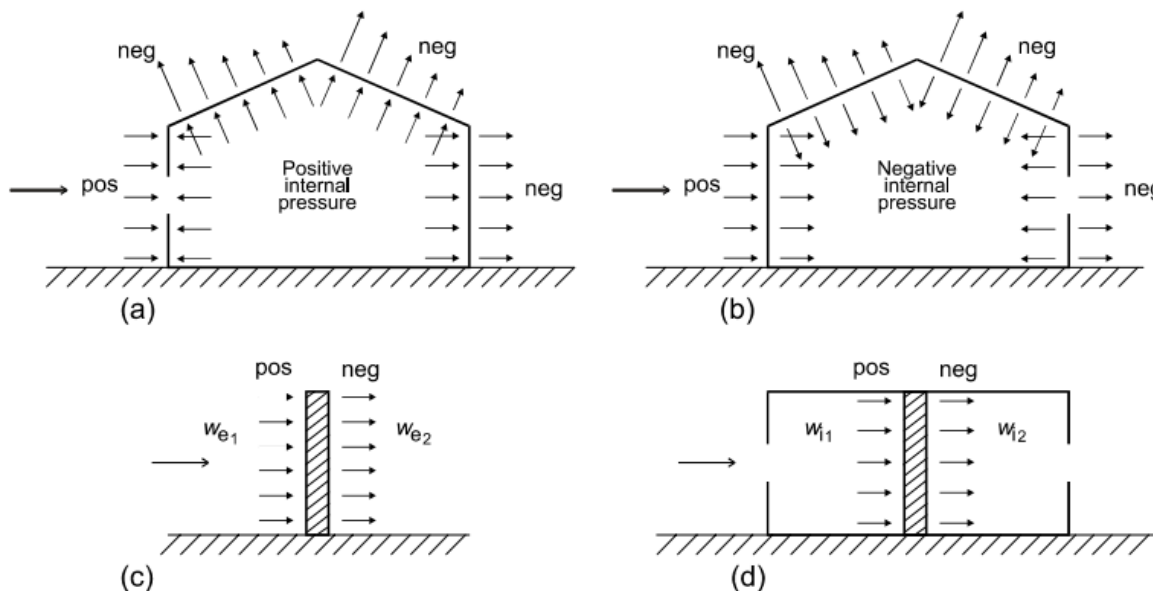 neg
neg
pos
Positive
internal
pressure
neg
(a)
neg
neg
pos
Negative
internal
pressure
neg
(b)
pos
neg
we1
we2
(c)
pos
neg
wi1
wi2
(d)